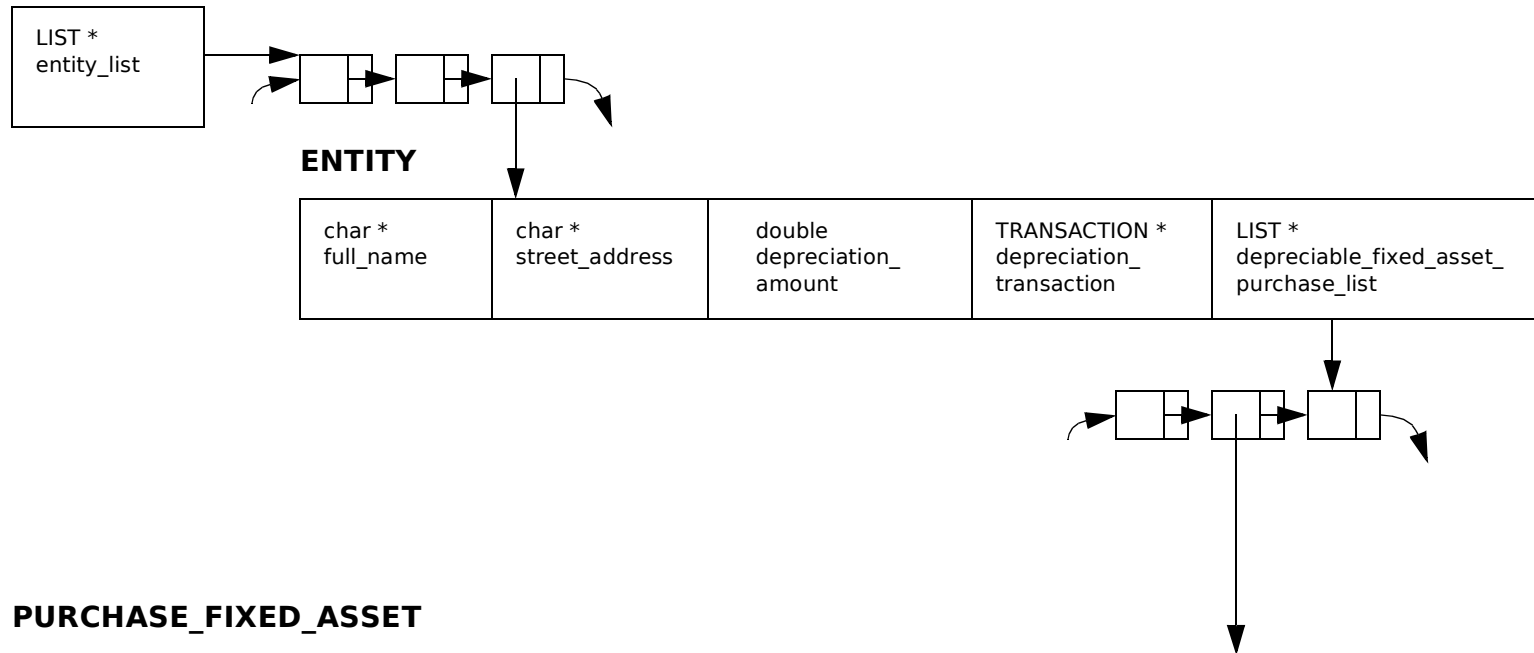 LIST *
entity_list
ENTITY
char *
full_name
char *
street_address
double
depreciation_
amount
TRANSACTION *
depreciation_
transaction
LIST *
depreciable_fixed_asset_
purchase_list
PURCHASE_FIXED_ASSET